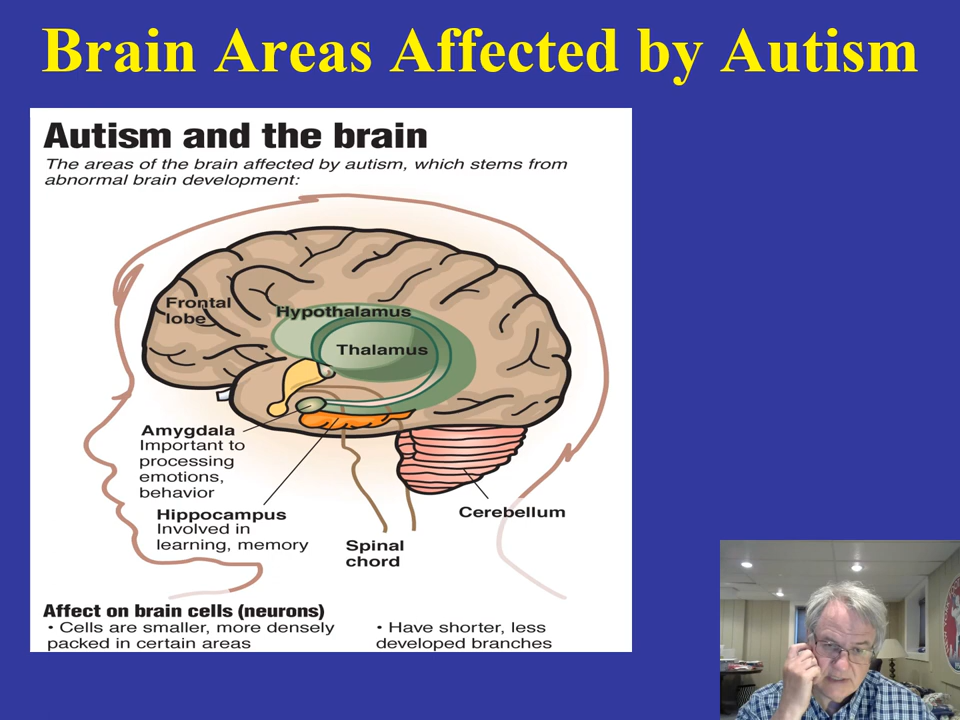 Brain Areas Affected by Autism
Autism and the brain
The areas of the brain affected by autism, which stems from
abnormal brain development:
Frontal
lobe
Hypothalamus
Thalamus
Amygdala
Important to
processing
emotions,
behavior
Hippocampus
Involved in
learning, memory
Spinal
chord
Cerebellum
Affect on brain cells (neurons)
• Cells are smaller, more densely
packed in certain areas
• Have shorter, less
developed branches